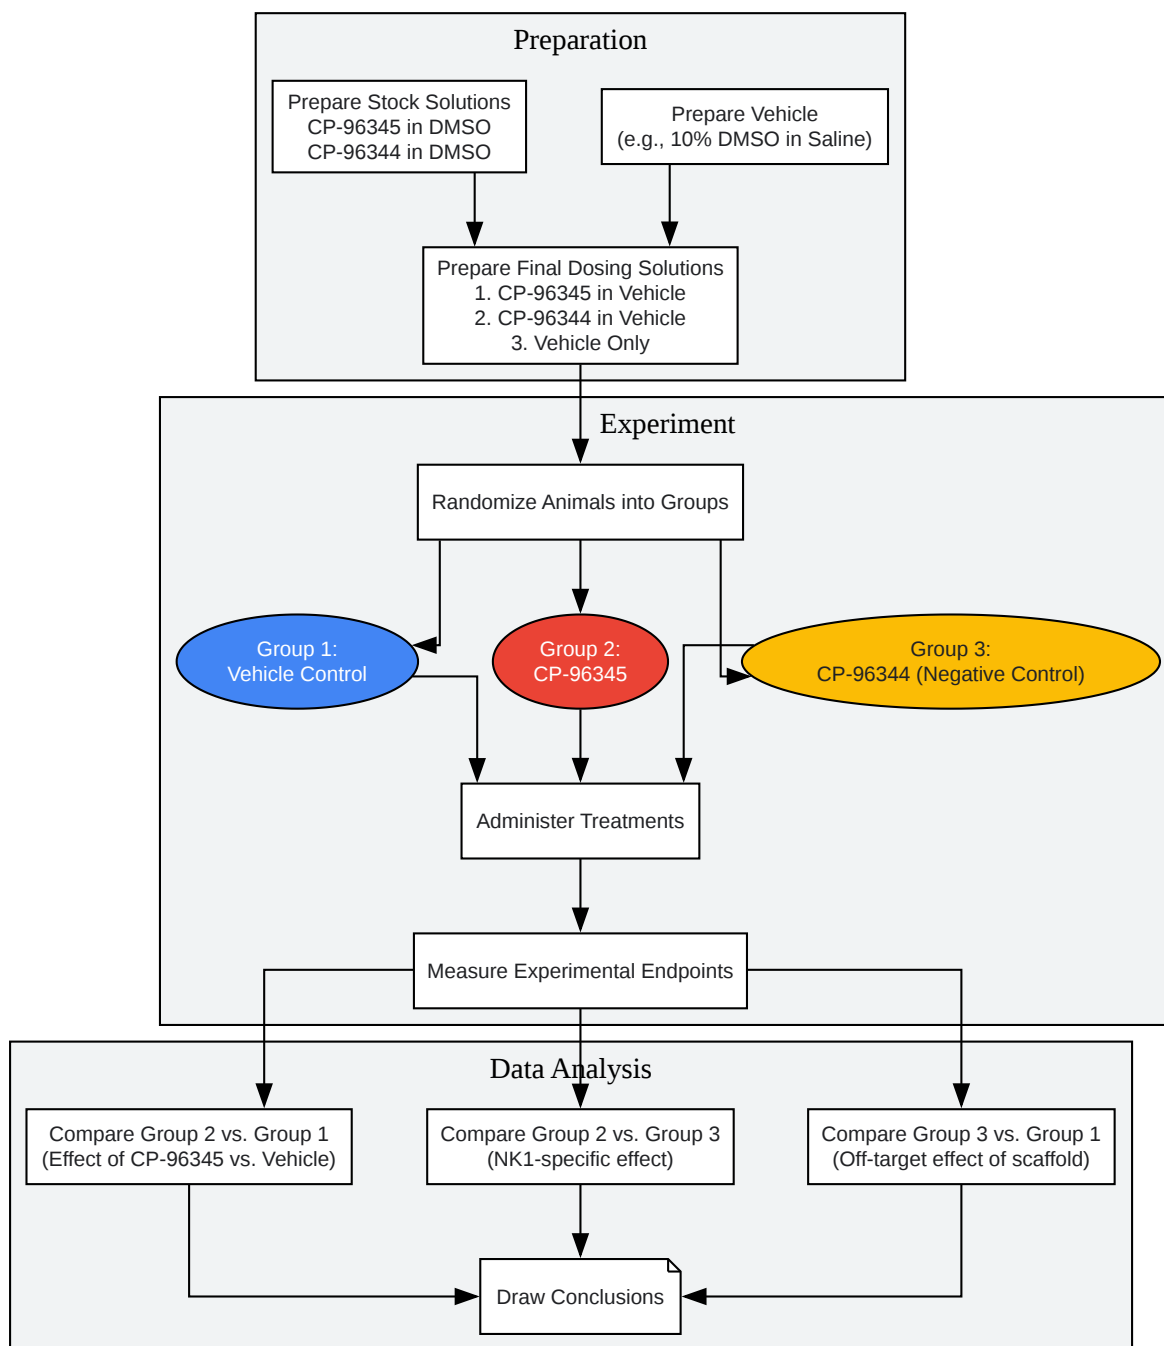 Preparation
Prepare Stock Solutions
CP-96345 in DMSO
CP-96344 in DMSO
Prepare Vehicle
(e.g., 10% DMSO in Saline)
Prepare Final Dosing Solutions
1. CP-96345 in Vehicle
2. CP-96344 in Vehicle
3. Vehicle Only
Experiment
Randomize Animals into Groups
Group 1:
Vehicle Control
Group 2:
CP-96345
Group 3:
CP-96344 (Negative Control)
Administer Treatments
Measure Experimental Endpoints
Data Analysis
Compare Group 2 vs. Group 1
(Effect of CP-96345 vs. Vehicle)
Compare Group 2 vs. Group 3
(NK1-specific effect)
Compare Group 3 vs. Group 1
(Off-target effect of scaffold)
Draw Conclusions